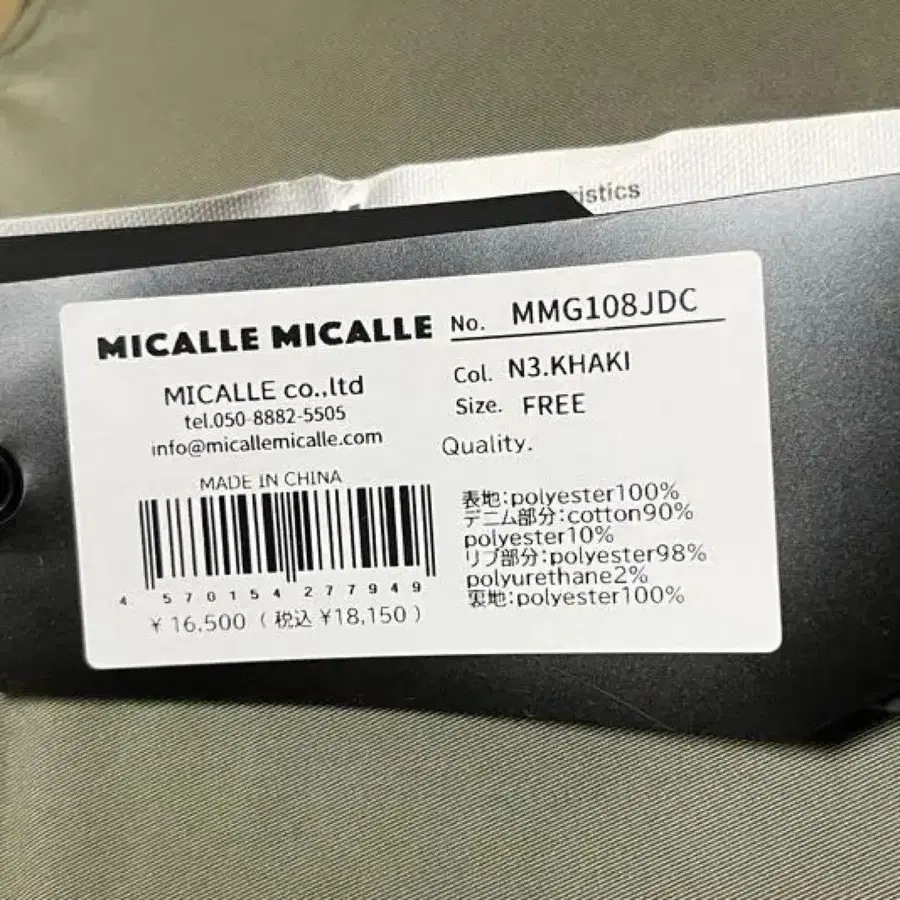 istics
MICALLE MICALLE
MICALLE co.,ltd
tel.050-8882-5505
info@micallemicalle.com
MADE IN CHINA
4 570154 277949
¥ 16,500 ( 税込 ¥18,150 )
No. MMG108JDC
Col. N3.KHAKI
Size. FREE
Quality.
表地:polyester100%
デニム部分:cotton90%
polyester10%
リブ部分:polyester98%
polyurethane2%
裏地:polyester100%